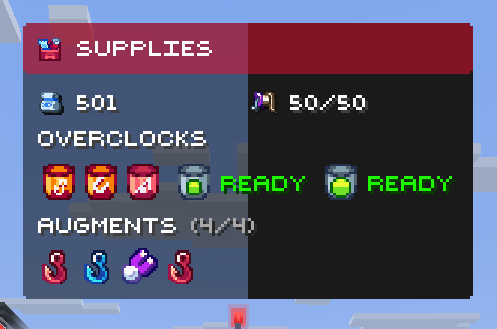 SUPPLIES
501 50/50
OVERCLOCKS
READY READY
AUGMENTS (4/4)